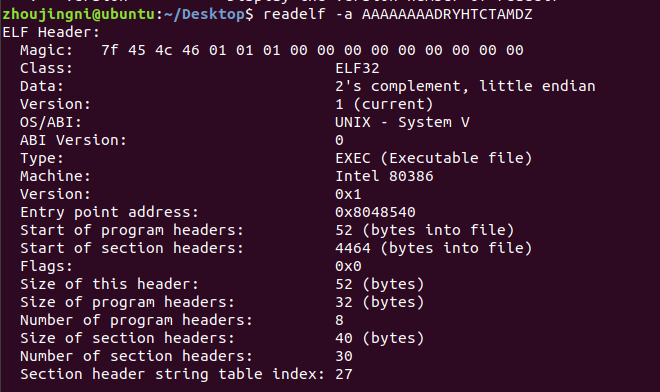 zhoujingni@ubuntu:~/Desktop$ readelf -a AAAAAAAADRYHTCTAMDZ
ELF Header:
  Magic:   7f 45 4c 46 01 01 01 00 00 00 00 00 00 00 00 00
  Class:                             ELF32
  Data:                              2's complement, little endian
  Version:                           1 (current)
  OS/ABI:                            UNIX - System V
  ABI Version:                       0
  Type:                              EXEC (Executable file)
  Machine:                           Intel 80386
  Version:                           0x1
  Entry point address:               0x8048540
  Start of program headers:          52 (bytes into file)
  Start of section headers:          4464 (bytes into file)
  Flags:                             0x0
  Size of this header:               52 (bytes)
  Size of program headers:           32 (bytes)
  Number of program headers:         8
  Size of section headers:           40 (bytes)
  Number of section headers:         30
  Section header string table index: 27